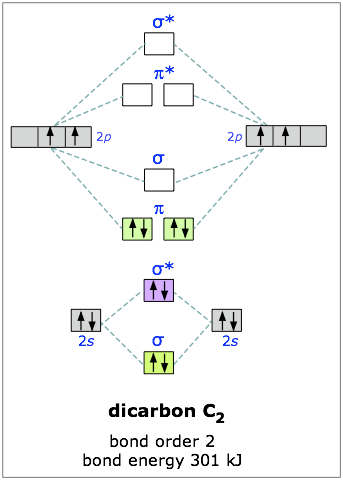 σ*
π*
2p 2p
σ
π
σ*
2s 2s
σ
dicarbon C₂
bond order 2
bond energy 301 kJ